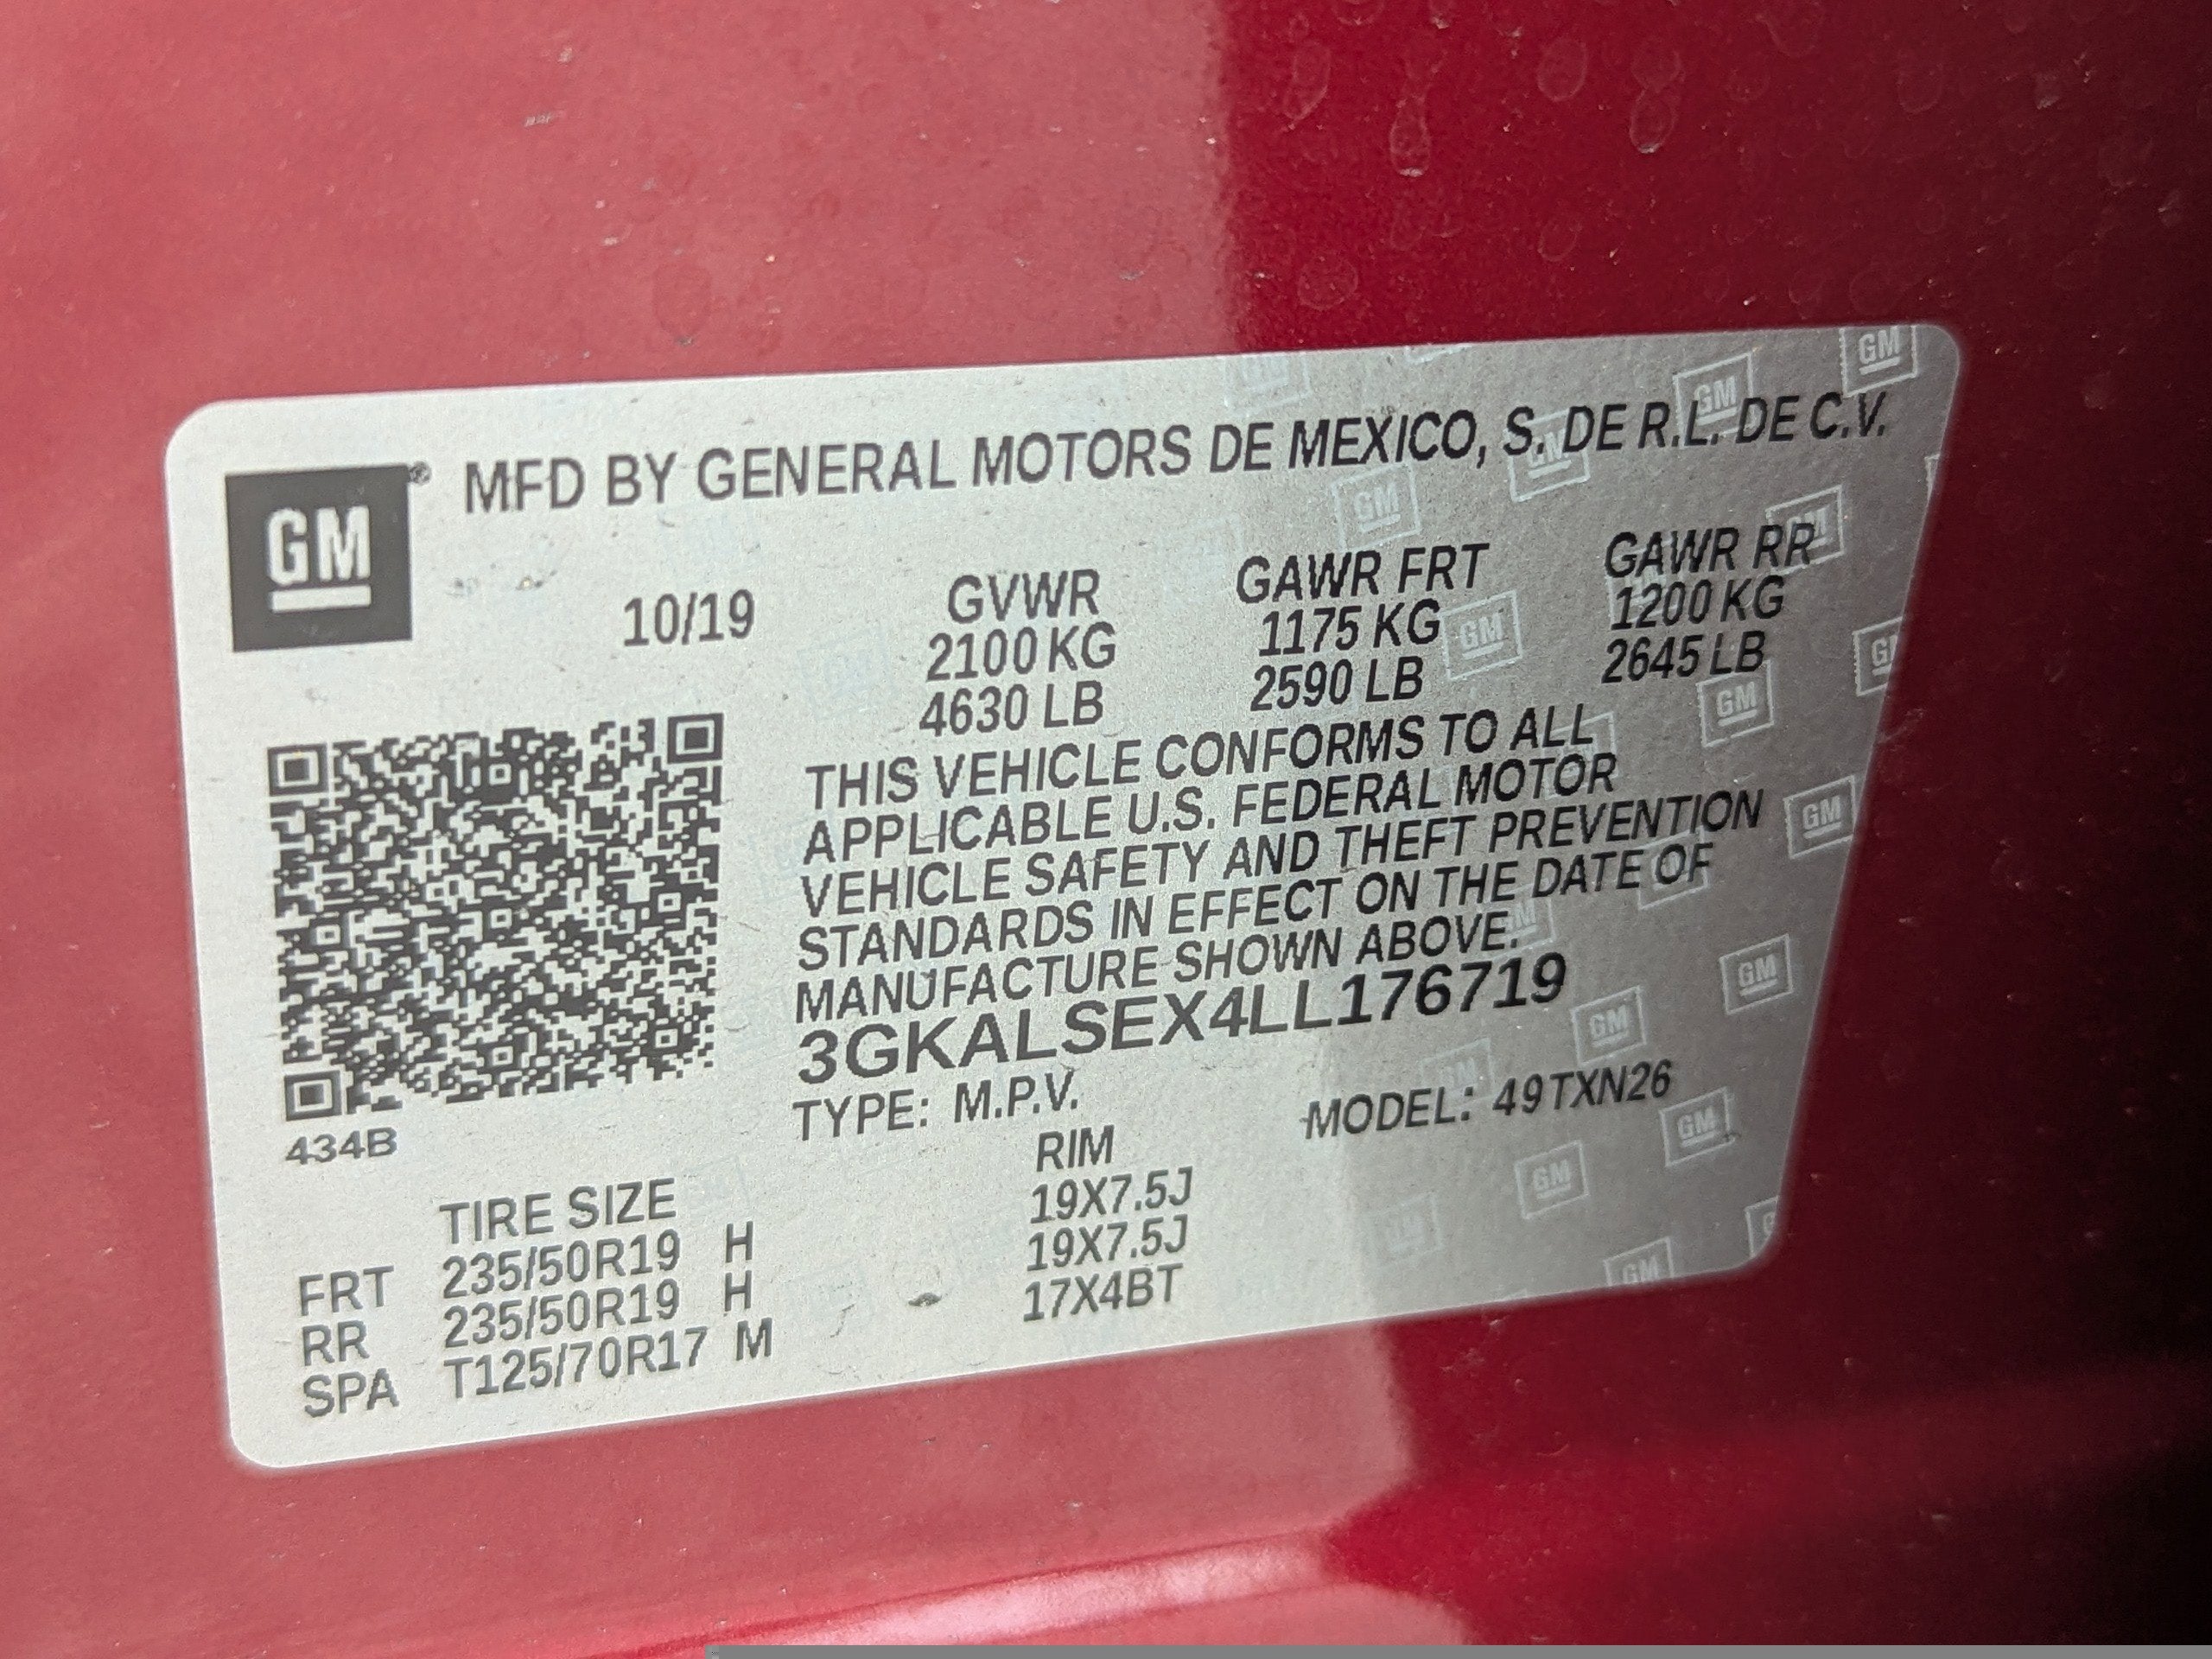 GM ® MFD BY GENERAL MOTORS DE MEXICO, S. DE R.L. DE C.V.
10/19 GVWR GAWR FRT GAWR RR
2100 KG 1175 KG 1200 KG
4630 LB 2590 LB 2645 LB
THIS VEHICLE CONFORMS TO ALL
APPLICABLE U.S. FEDERAL MOTOR
VEHICLE SAFETY AND THEFT PREVENTION
STANDARDS IN EFFECT ON THE DATE OF
MANUFACTURE SHOWN ABOVE.
3GKALSEX4LL176719
TYPE: M.P.V. MODEL: 49TXN26
434B
TIRE SIZE RIM
FRT 235/50R19 H 19X7.5J
RR 235/50R19 H 19X7.5J
SPA T125/70R17 M 17X4BT